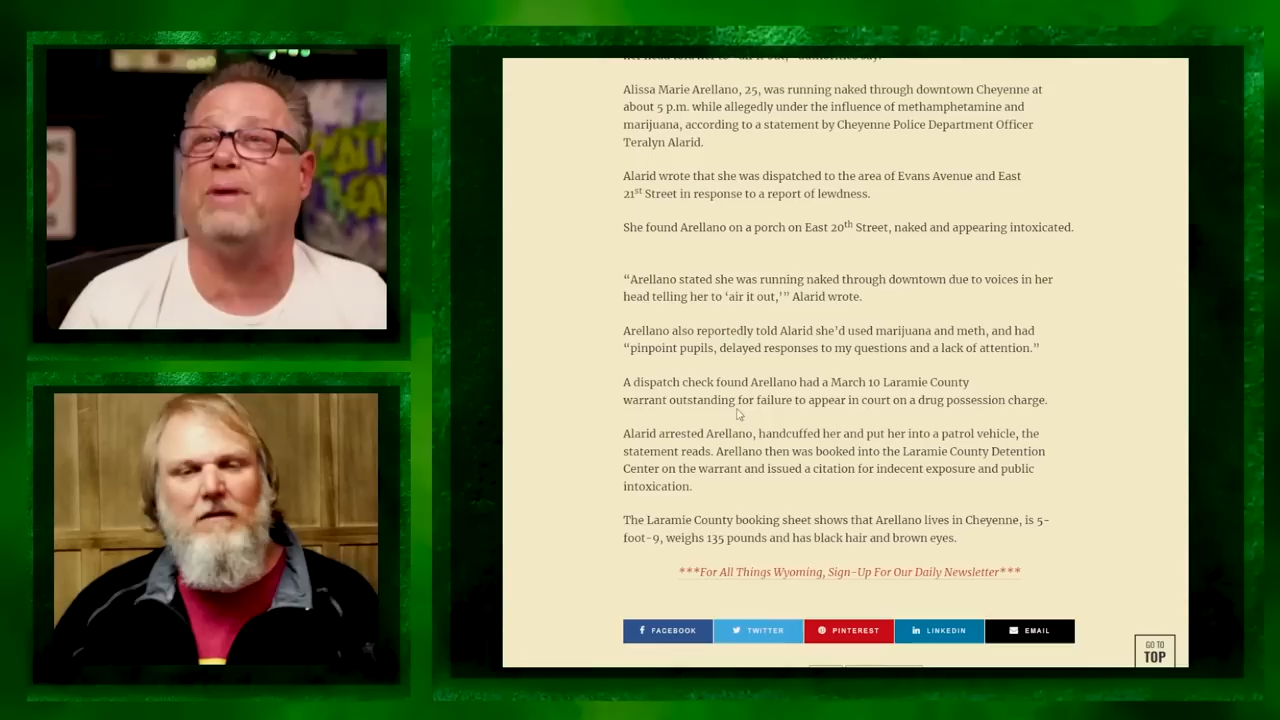 Alissa Marie Arellano, 25, was running naked through downtown Cheyenne at
about 5 p.m. while allegedly under the influence of methamphetamine and
marijuana, according to a statement by Cheyenne Police Department Officer
Teralyn Alarid.
Alarid wrote that she was dispatched to the area of Evans Avenue and East
21st Street in response to a report of lewdness.
She found Arellano on a porch on East 20th Street, naked and appearing intoxicated.
“Arellano stated she was running naked through downtown due to voices in her
head telling her to ‘air it out,’” Alarid wrote.
Arellano also reportedly told Alarid she’d used marijuana and meth, and had
“pinpoint pupils, delayed responses to my questions and a lack of attention.”
A dispatch check found Arellano had a March 10 Laramie County
warrant outstanding for failure to appear in court on a drug possession charge.
Alarid arrested Arellano, handcuffed her and put her into a patrol vehicle, the
statement reads. Arellano then was booked into the Laramie County Detention
Center on the warrant and issued a citation for indecent exposure and public
intoxication.
The Laramie County booking sheet shows that Arellano lives in Cheyenne, is 5-
foot-9, weighs 135 pounds and has black hair and brown eyes.
***For All Things Wyoming, Sign-Up For Our Daily Newsletter***
FACEBOOK TWITTER PINTEREST LINKEDIN EMAIL
GO TO
TOP